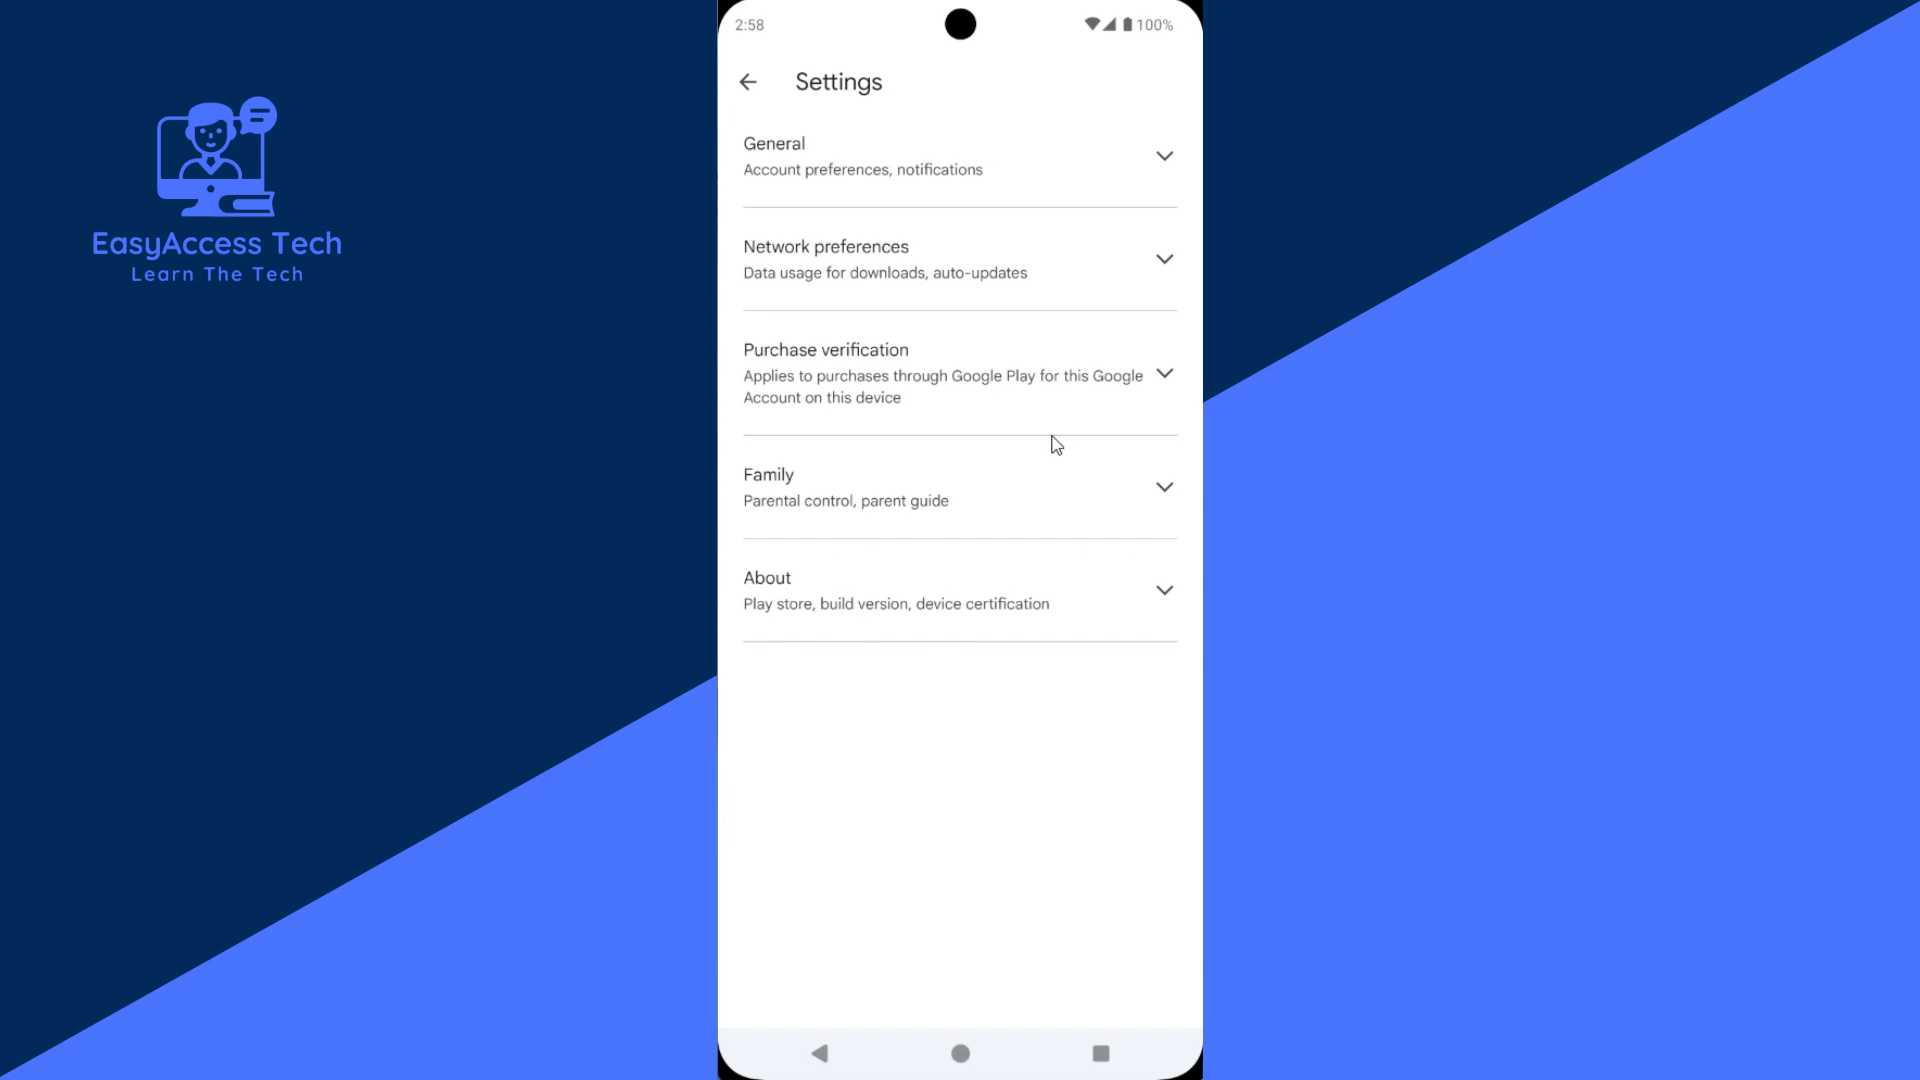 EasyAccess Tech
Learn The Tech
2:58
100%
Settings
General
Account preferences, notifications
Network preferences
Data usage for downloads, auto-updates
Purchase verification
Applies to purchases through Google Play for this Google
Account on this device
Family
Parental control, parent guide
About
Play store, build version, device certification